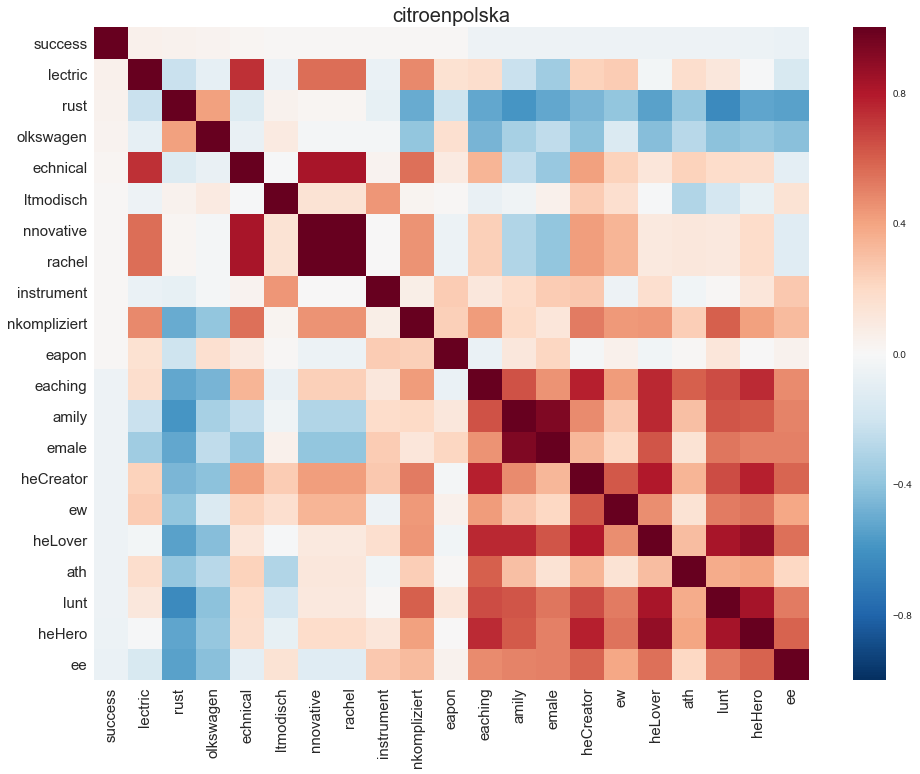 citroenpolska
success
lectric
rust
olkswagen
echnical
ltmodisch
nnovative
rachel
instrument
nkompliziert
eapon
eaching
amily
emale
heCreator
ew
heLover
ath
lunt
heHero
ee
success
lectric
rust
olkswagen
echnical
ltmodisch
nnovative
rachel
instrument
nkompliziert
eapon
eaching
amily
emale
heCreator
ew
heLover
ath
lunt
heHero
ee
0.8
0.4
0.0
−0.4
−0.8